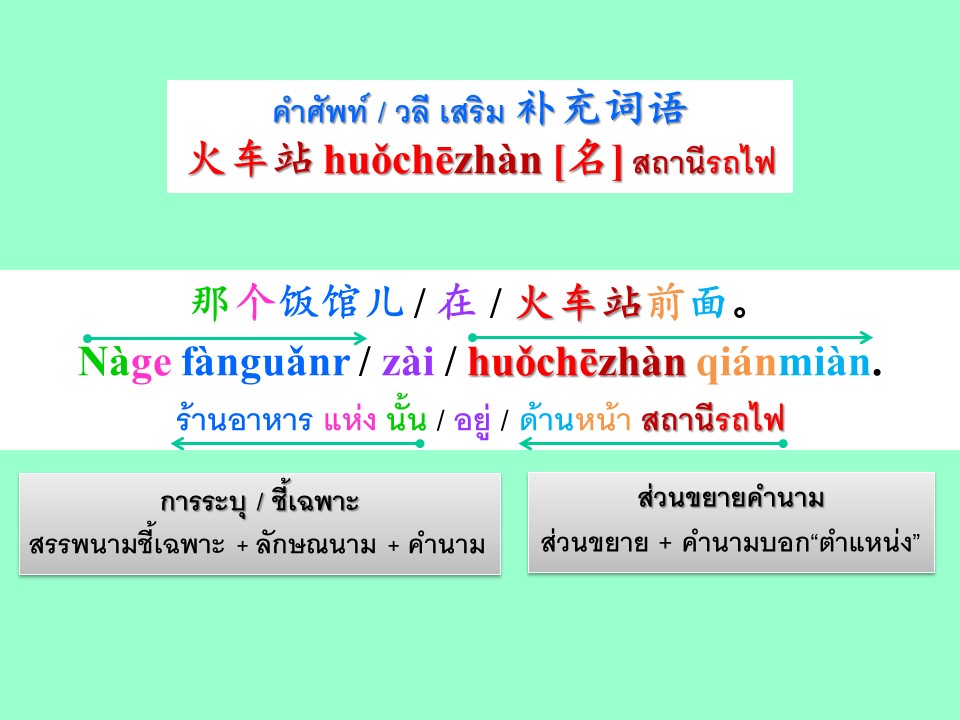 คำศัพท์ / วลี เสริม 补充词语
火车站 huǒchēzhàn [名] สถานีรถไฟ
那个饭馆儿 / 在 / 火车站前面。
Nàge fànguǎnr / zài / huǒchēzhàn qiánmiàn.
ร้านอาหาร แห่ง นั้น / อยู่ / ด้านหน้า สถานีรถไฟ
การระบุ / ชี้เฉพาะ
สรรพนามชี้เฉพาะ + ลักษณนาม + คำนาม
ส่วนขยายคำนาม
ส่วนขยาย + คำนามบอก“ตำแหน่ง”